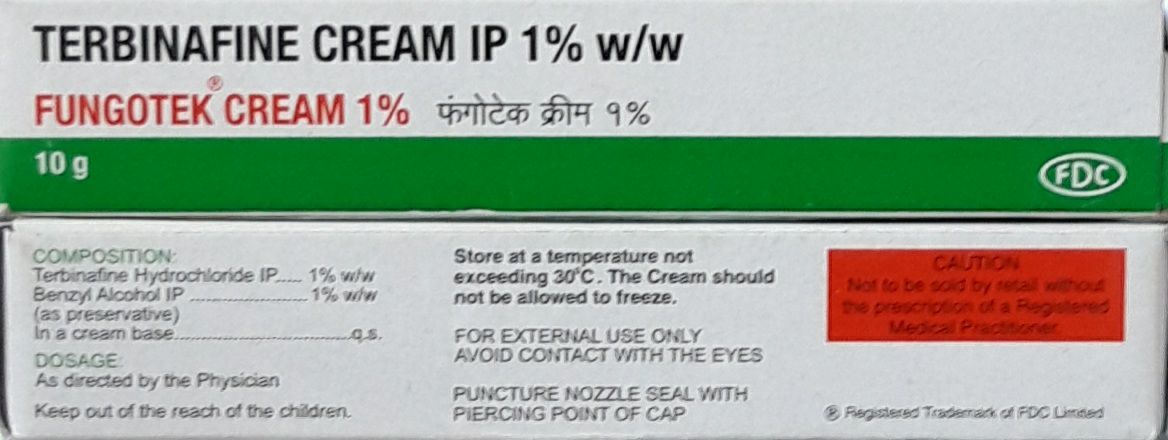 TERBINAFINE CREAM IP 1% w/w
FUNGOTEK® CREAM 1% फंगोटेक क्रीम १%
10 g
FDC
COMPOSITION:
Terbinafine Hydrochloride IP..... 1% w/w
Benzyl Alcohol IP ........................ 1% w/w
(as preservative)
In a cream base...................................q.s.
DOSAGE:
As directed by the Physician
Keep out of the reach of the children.
Store at a temperature not
exceeding 30°C. The Cream should
not be allowed to freeze.
FOR EXTERNAL USE ONLY
AVOID CONTACT WITH THE EYES
PUNCTURE NOZZLE SEAL WITH
PIERCING POINT OF CAP
CAUTION
Not to be sold by retail without
the prescription of a Registered
Medical Practitioner.
® Registered Trademark of FDC Limited